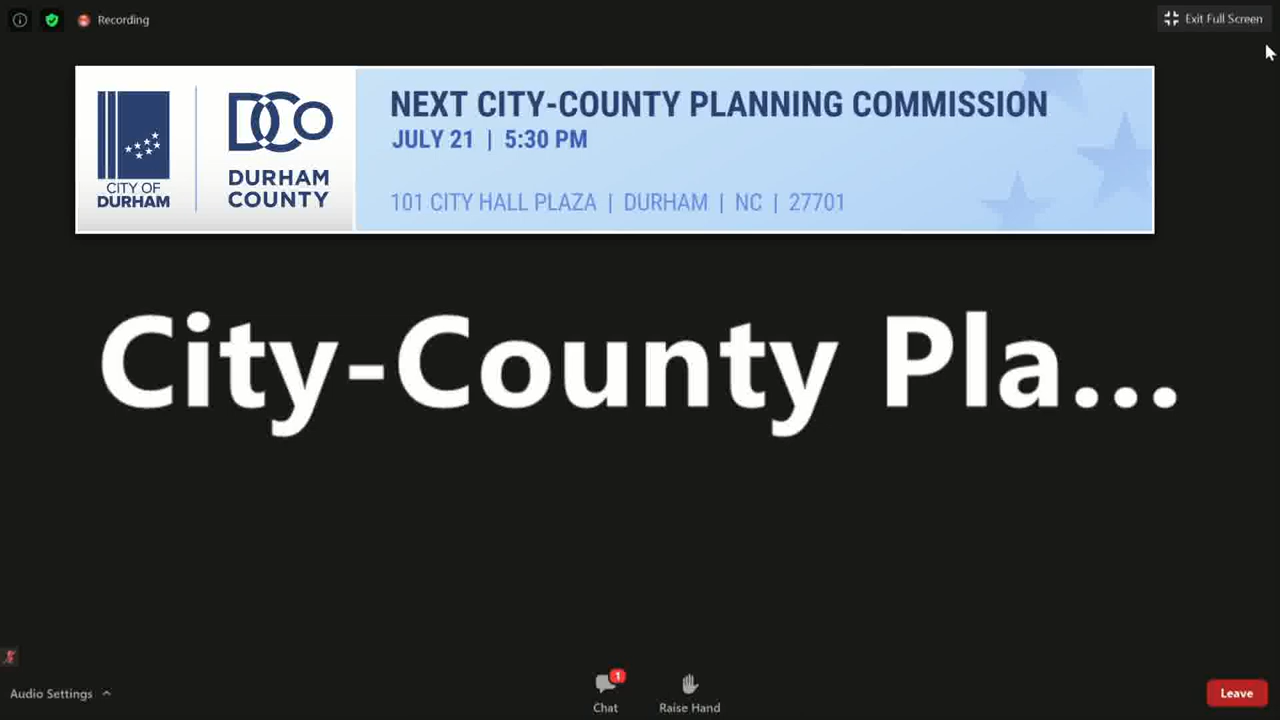 Recording
Exit Full Screen
CITY OF
DURHAM
DCO
DURHAM
COUNTY
NEXT CITY-COUNTY PLANNING COMMISSION
JULY 21 | 5:30 PM
101 CITY HALL PLAZA | DURHAM | NC | 27701
City-County Pla...
Audio Settings
1
Chat
Raise Hand
Leave